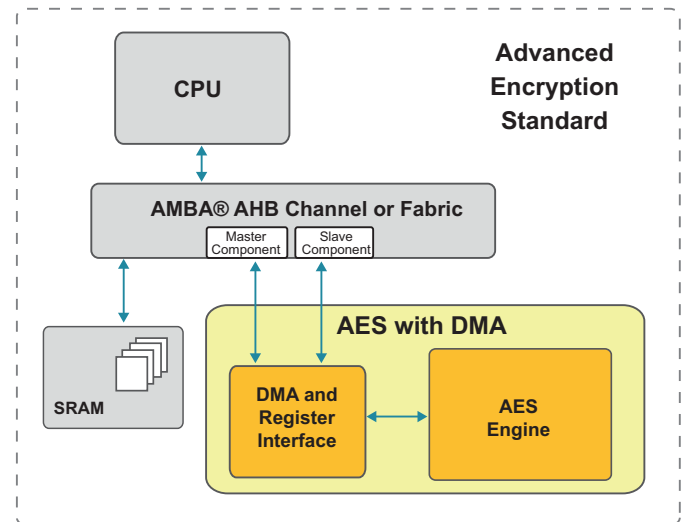 Advanced
Encryption
Standard
CPU
AMBA® AHB Channel or Fabric
Master
Component
Slave
Component
AES with DMA
SRAM
DMA and
Register
Interface
AES
Engine